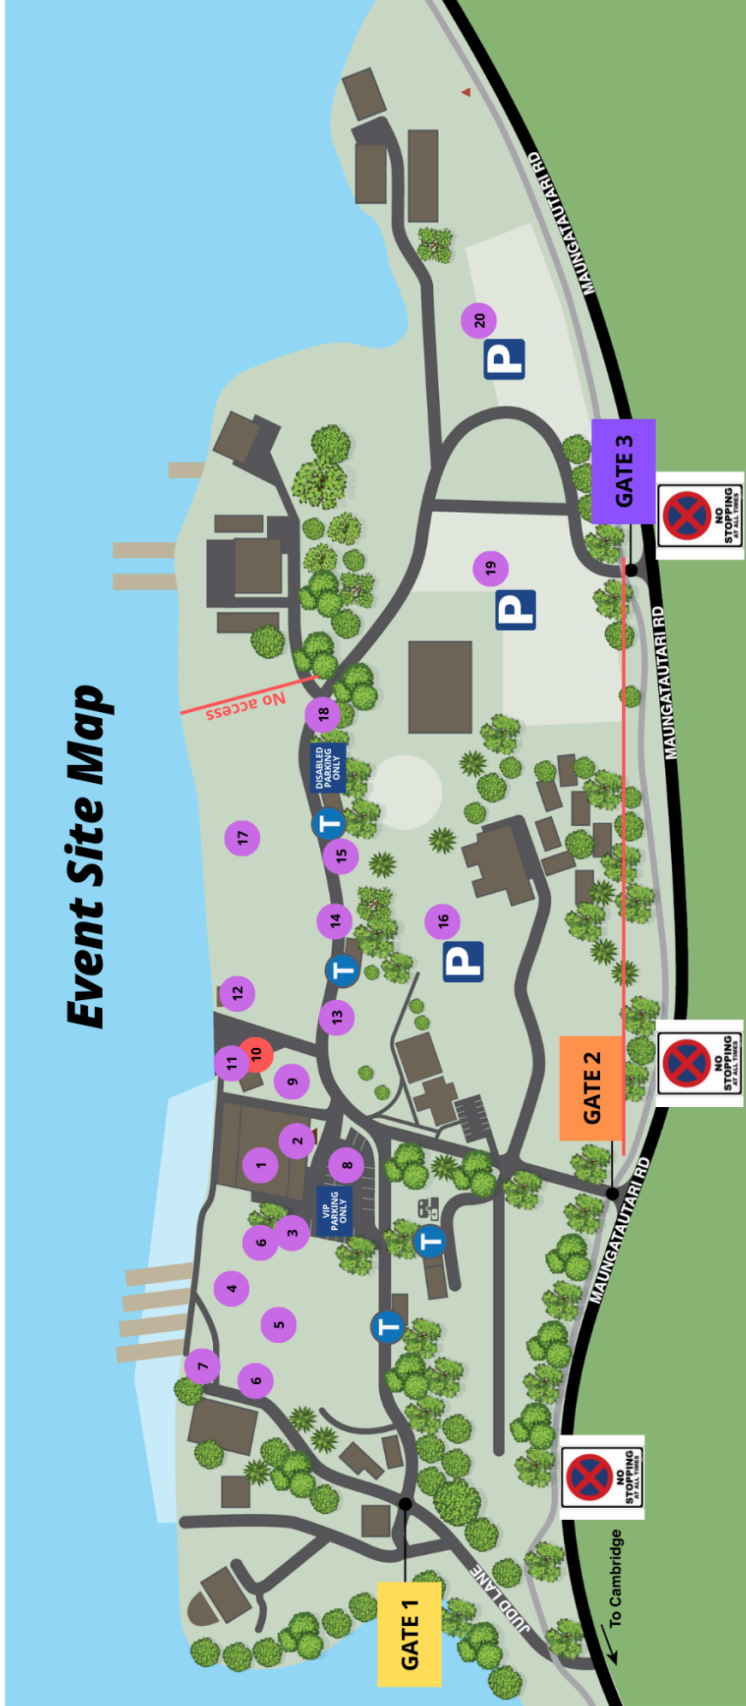 Event Site Map
7
4
11
12
17
6
6
1
10
No access
5
3
2
9
18
VIP
PARKING
ONLY
8
13
T
14
15
T
DISABLED
PARKING
ONLY
T
GATE 1
T
16
P
19
P
20
P
JUDD LANE
GATE 2
GATE 3
MAUNGATAUTARI RD
MAUNGATAUTARI RD
MAUNGATAUTARI RD
To Cambridge
NO
STOPPING
AT ALL TIMES
NO
STOPPING
AT ALL TIMES
NO
STOPPING
AT ALL TIMES